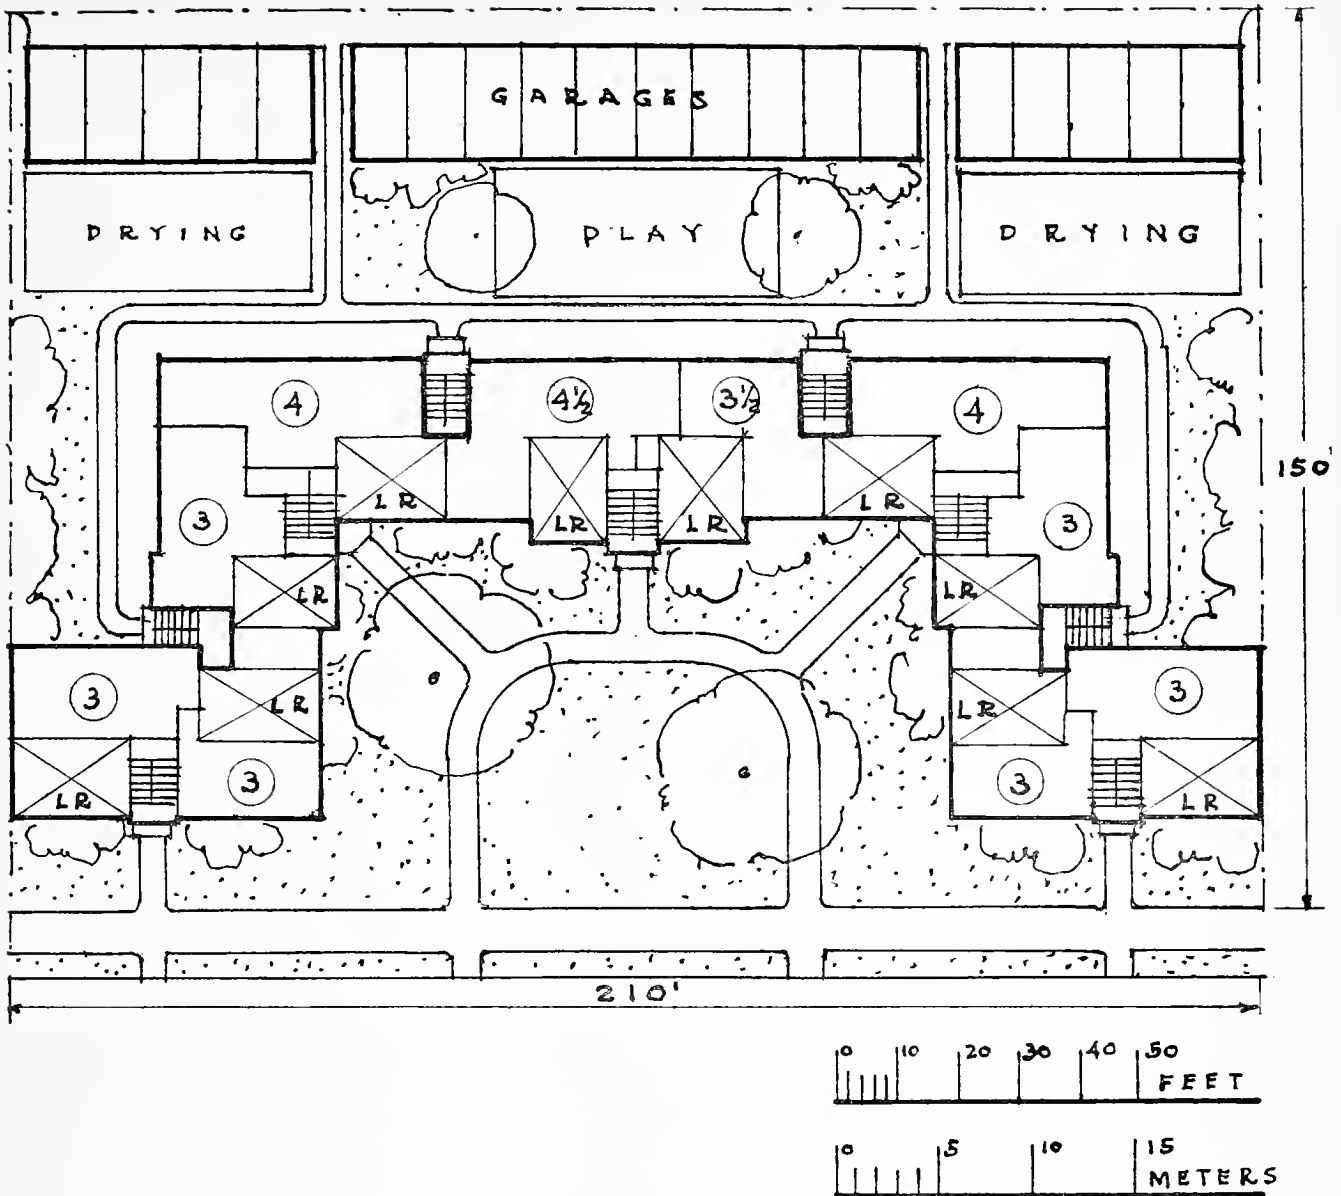 GARAGES
DRYING PLAY DRYING
4 4½ 3½ 4
150'
3 LR LR LR LR 3
LR LR
3 LR LR 3
3 3
LR LR
210'
0 10 20 30 40 50
FEET
0 5 10 15
METERS